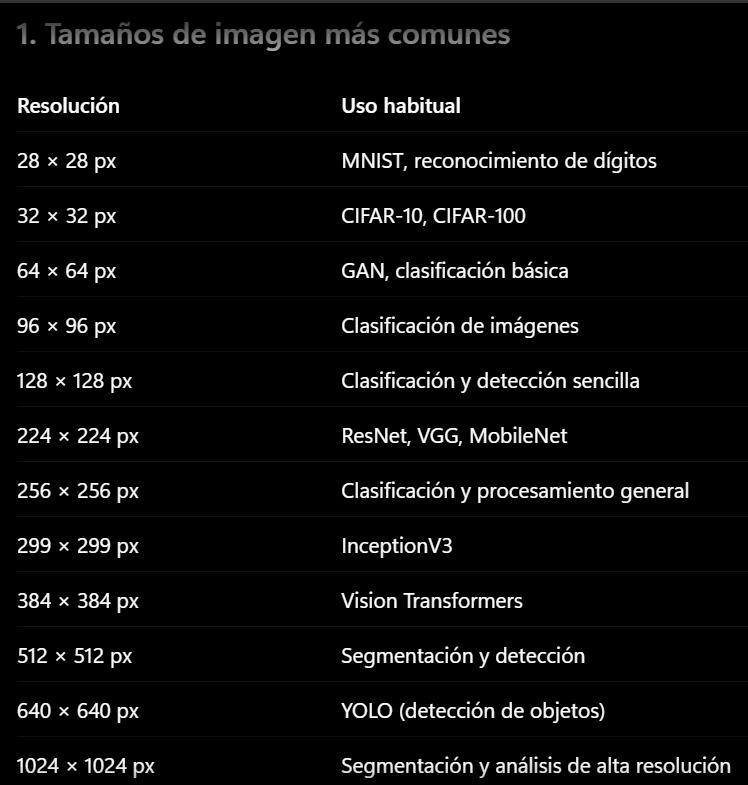 1. Tamaños de imagen más comunes
Resolución Uso habitual
28 × 28 px MNIST, reconocimiento de dígitos
32 × 32 px CIFAR-10, CIFAR-100
64 × 64 px GAN, clasificación básica
96 × 96 px Clasificación de imágenes
128 × 128 px Clasificación y detección sencilla
224 × 224 px ResNet, VGG, MobileNet
256 × 256 px Clasificación y procesamiento general
299 × 299 px InceptionV3
384 × 384 px Vision Transformers
512 × 512 px Segmentación y detección
640 × 640 px YOLO (detección de objetos)
1024 × 1024 px Segmentación y análisis de alta resolución